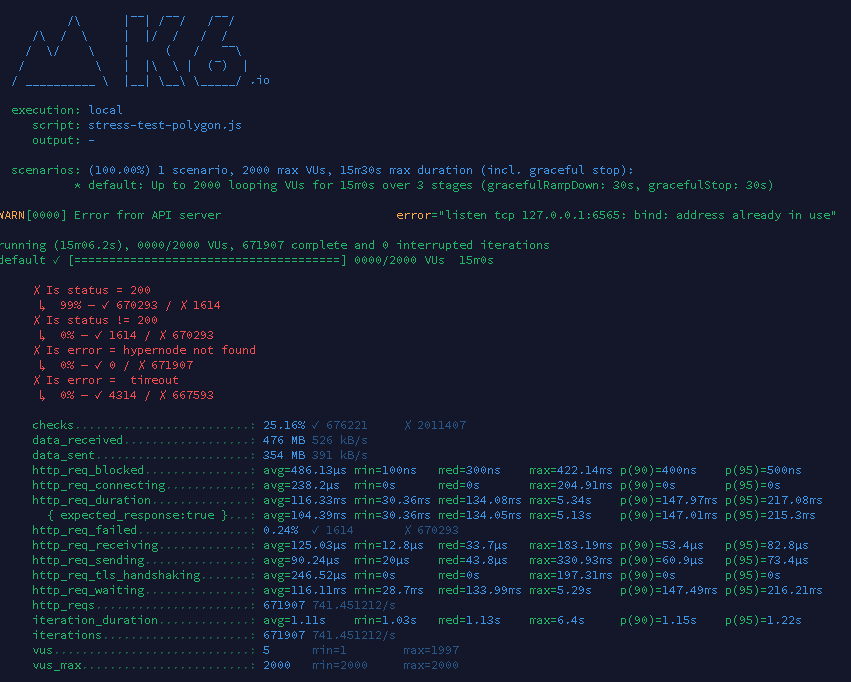 .io
execution: local
script: stress-test-polygon.js
output: -
scenarios: (100.00%) 1 scenario, 2000 max VUs, 15m30s max duration (incl. graceful stop):
* default: Up to 2000 looping VUs for 15m0s over 3 stages (gracefulRampDown: 30s, gracefulStop: 30s)
WARN[0000] Error from API server error="listen tcp 127.0.0.1:6565: bind: address already in use"
running (15m06.2s), 0000/2000 VUs, 671907 complete and 0 interrupted iterations
default ✓ [======================================] 0000/2000 VUs 15m0s
✗ Is status = 200
↳ 99% — ✓ 670293 / ✗ 1614
✗ Is status != 200
↳ 0% — ✓ 1614 / ✗ 670293
✗ Is error = hypernode not found
↳ 0% — ✓ 0 / ✗ 671907
✗ Is error =  timeout
↳ 0% — ✓ 4314 / ✗ 667593
checks.........................: 25.16% ✓ 676221 ✗ 2011407
data_received..................: 476 MB 526 kB/s
data_sent......................: 354 MB 391 kB/s
http_req_blocked...............: avg=486.13µs min=100ns med=300ns max=422.14ms p(90)=400ns p(95)=500ns
http_req_connecting............: avg=238.2µs min=0s med=0s max=204.91ms p(90)=0s p(95)=0s
http_req_duration..............: avg=116.33ms min=30.36ms med=134.08ms max=5.34s p(90)=147.97ms p(95)=217.08ms
{ expected_response:true }...: avg=104.39ms min=30.36ms med=134.05ms max=5.13s p(90)=147.01ms p(95)=215.3ms
http_req_failed................: 0.24% ✓ 1614 ✗ 670293
http_req_receiving.............: avg=125.03µs min=12.8µs med=33.7µs max=183.19ms p(90)=53.4µs p(95)=82.8µs
http_req_sending...............: avg=90.24µs min=20µs med=43.8µs max=330.93ms p(90)=60.9µs p(95)=73.4µs
http_req_tls_handshaking.......: avg=246.52µs min=0s med=0s max=197.31ms p(90)=0s p(95)=0s
http_req_waiting...............: avg=116.11ms min=28.7ms med=133.99ms max=5.29s p(90)=147.49ms p(95)=216.21ms
http_reqs......................: 671907 741.451212/s
iteration_duration.............: avg=1.11s min=1.03s med=1.13s max=6.4s p(90)=1.15s p(95)=1.22s
iterations.....................: 671907 741.451212/s
vus............................: 5 min=1 max=1997
vus_max........................: 2000 min=2000 max=2000